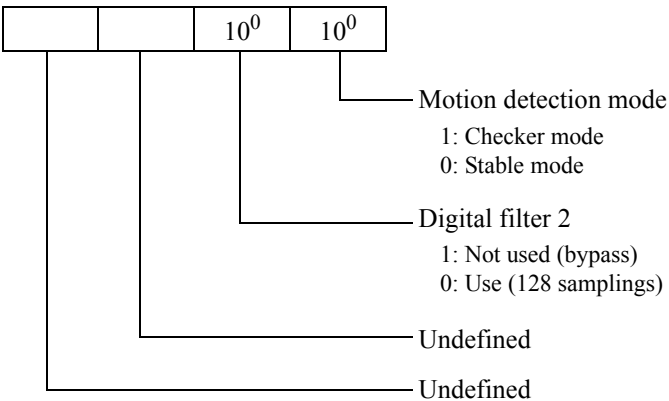 10⁰ 10⁰
Motion detection mode
1: Checker mode
0: Stable mode
Digital filter 2
1: Not used (bypass)
0: Use (128 samplings)
Undefined
Undefined